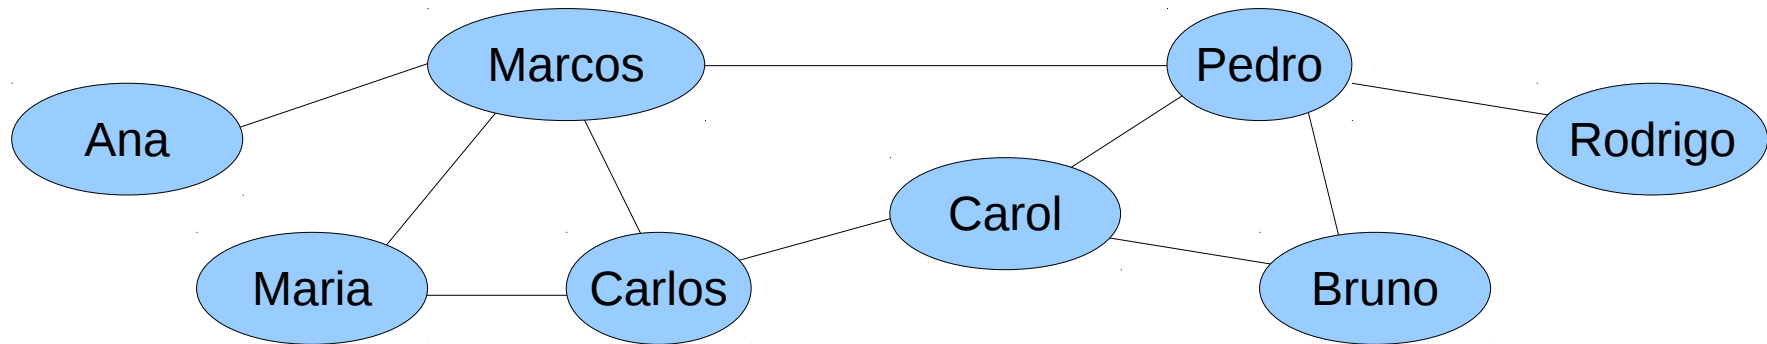 Marcos
Pedro
Ana
Rodrigo
Carol
Maria
Carlos
Bruno